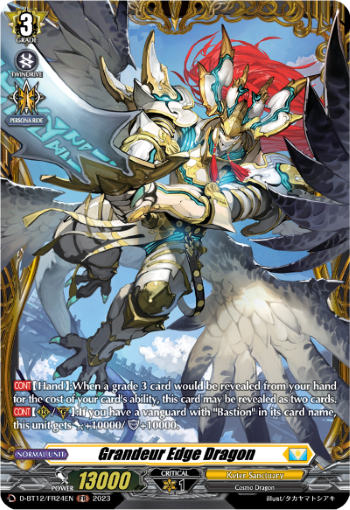 3
GRADE
TWINDRIVE
PERSONA RIDE
CONT【Hand】:When a grade 3 card would be revealed from your hand
for the cost of your card's ability, this card may be revealed as two cards.
CONT【R/G】:If you have a vanguard with "Bastion" in its card name,
this unit gets +10000/+10000.
NORMAL UNIT
Grandeur Edge Dragon
POWER 13000
CRITICAL
1
Keter Sanctuary
Cosmo Dragon
D-BT12/FR24EN FR 2023
illust/タカヤマトシアキ